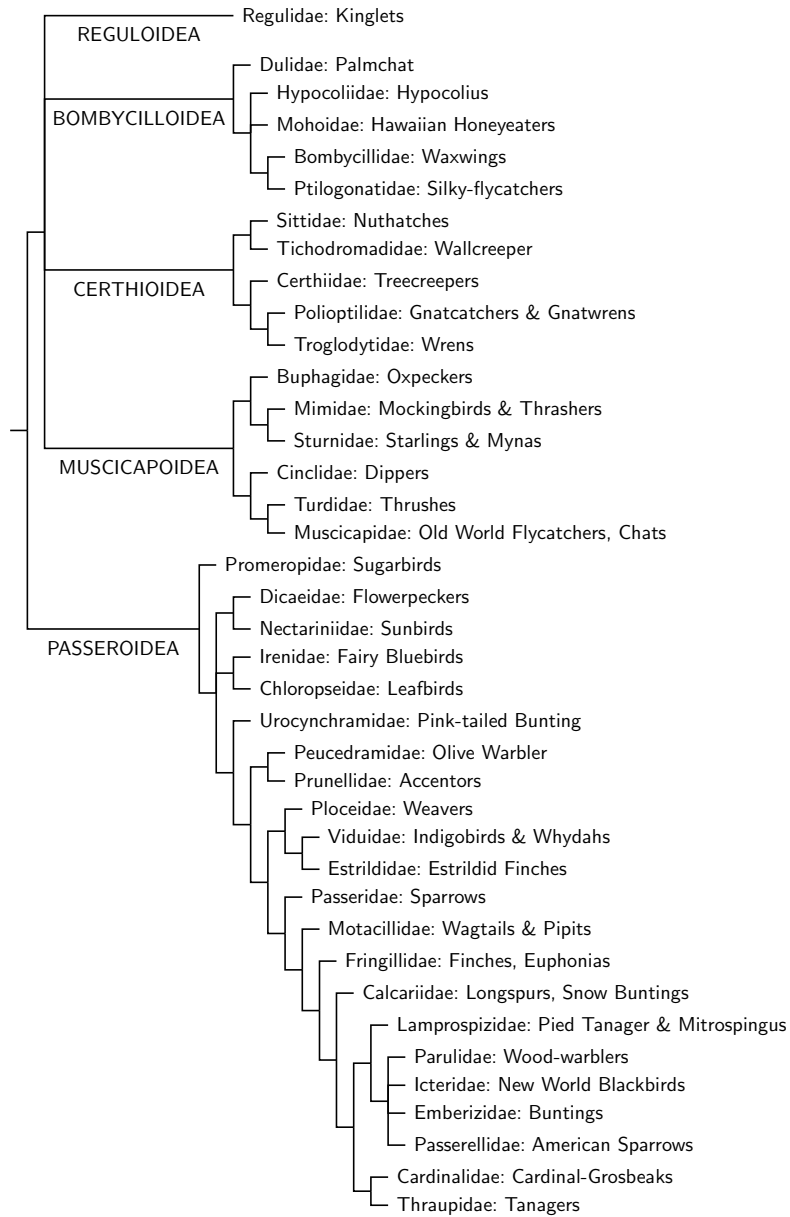 Regulidae: Kinglets
REGULOIDEA
Dulidae: Palmchat
Hypocoliidae: Hypocolius
BOMBYCILLOIDEA
Mohoidae: Hawaiian Honeyeaters
Bombycillidae: Waxwings
Ptilogonatidae: Silky-flycatchers
Sittidae: Nuthatches
Tichodromadidae: Wallcreeper
Certhiidae: Treecreepers
CERTHIOIDEA
Polioptilidae: Gnatcatchers & Gnatwrens
Troglodytidae: Wrens
Buphagidae: Oxpeckers
Mimidae: Mockingbirds & Thrashers
Sturnidae: Starlings & Mynas
MUSCICAPOIDEA
Cinclidae: Dippers
Turdidae: Thrushes
Muscicapidae: Old World Flycatchers, Chats
Promeropidae: Sugarbirds
Dicaeidae: Flowerpeckers
Nectariniidae: Sunbirds
PASSEROIDEA
Irenidae: Fairy Bluebirds
Chloropseidae: Leafbirds
Urocynchramidae: Pink-tailed Bunting
Peucedramidae: Olive Warbler
Prunellidae: Accentors
Ploceidae: Weavers
Viduidae: Indigobirds & Whydahs
Estrildidae: Estrildid Finches
Passeridae: Sparrows
Motacillidae: Wagtails & Pipits
Fringillidae: Finches, Euphonias
Calcariidae: Longspurs, Snow Buntings
Lamprospizidae: Pied Tanager & Mitrospingus
Parulidae: Wood-warblers
Icteridae: New World Blackbirds
Emberizidae: Buntings
Passerellidae: American Sparrows
Cardinalidae: Cardinal-Grosbeaks
Thraupidae: Tanagers